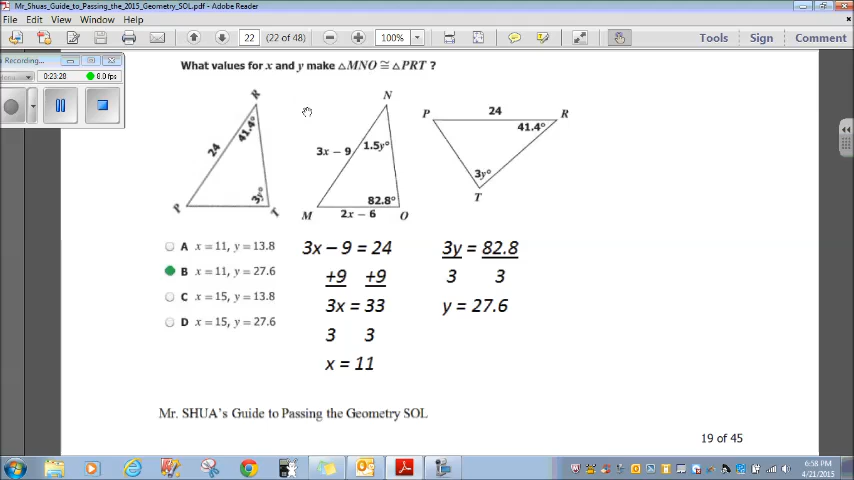 Mr_Shuas_Guide_to_Passing_the_2015_Geometry_SOL.pdf - Adobe Reader
File Edit View Window Help
22 (22 of 48) 100% Tools Sign Comment
Recording...
0:23:28 0.0 fps
What values for x and y make △MNO ≅ △PRT ?
R
24
41.4°
3y°
P
T
N
3x − 9
1.5y°
82.8°
M
O
2x − 6
P
24
R
41.4°
3y°
T
A x = 11, y = 13.8
B x = 11, y = 27.6
C x = 15, y = 13.8
D x = 15, y = 27.6
3x – 9 = 24
+9 +9
3x = 33
3 3
x = 11
3y = 82.8
3 3
y = 27.6
Mr. SHUA's Guide to Passing the Geometry SOL
19 of 45
6:58 PM
4/21/2015